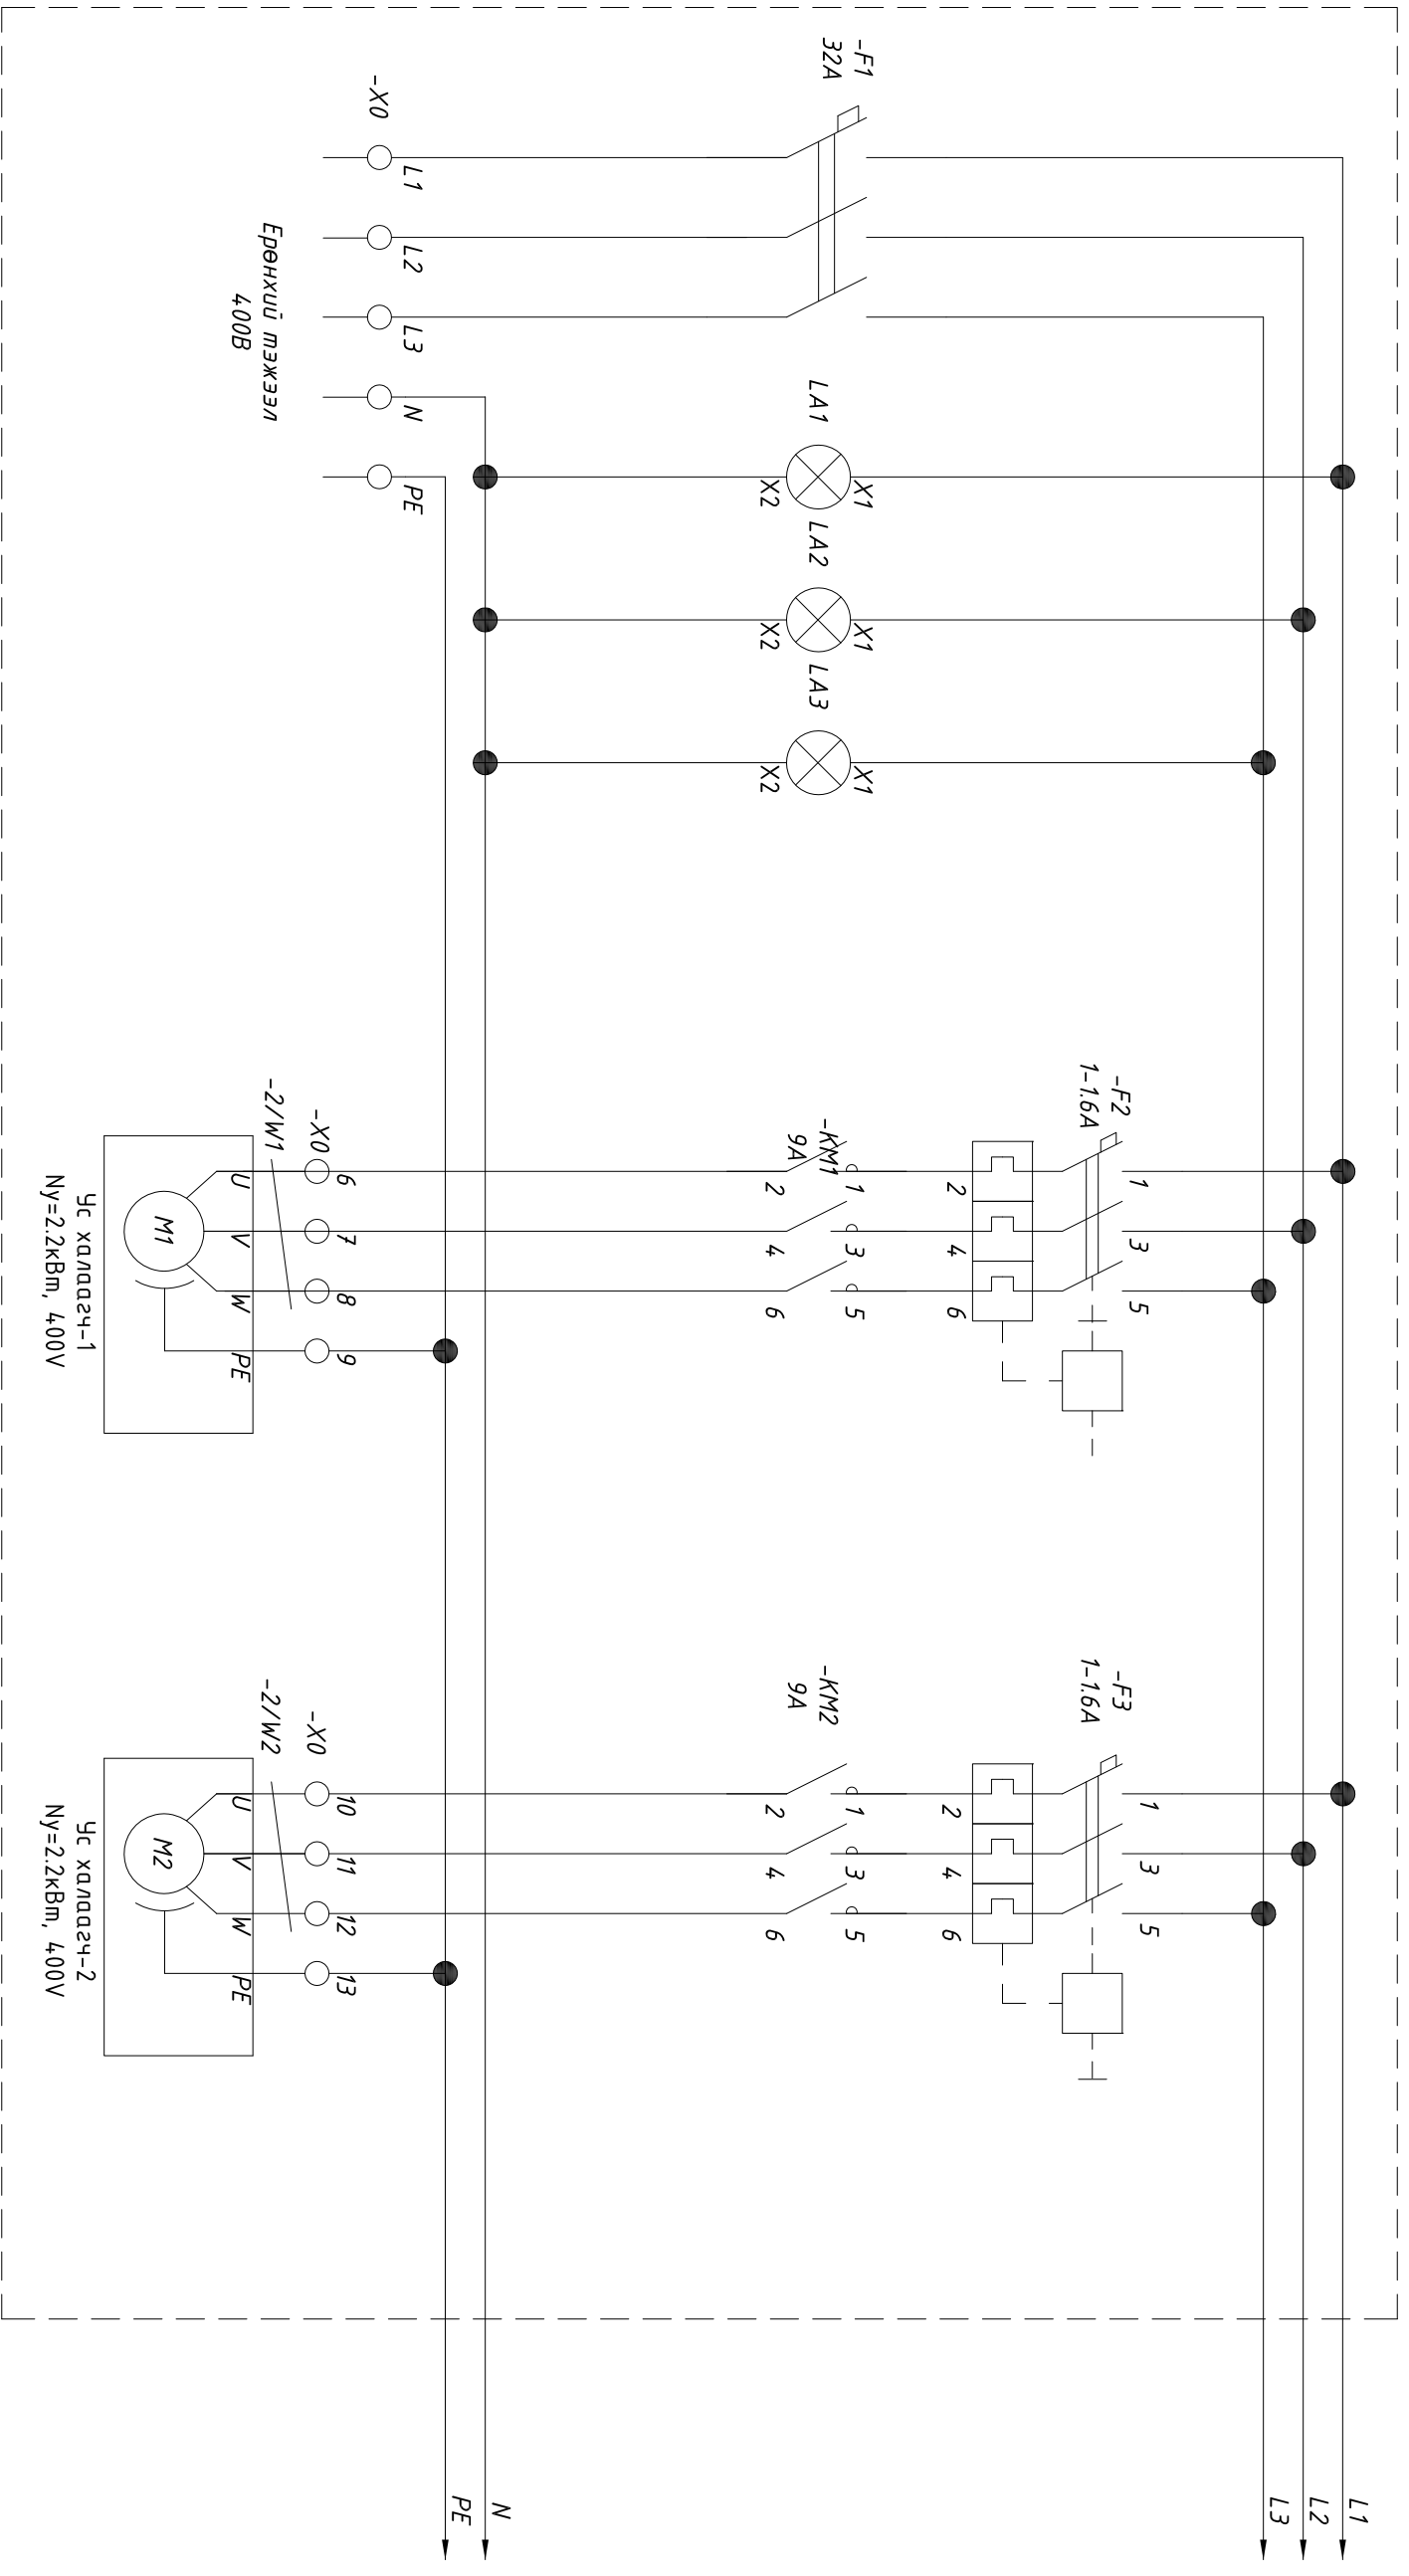 -F1
32A
-X0
L1
L2
L3
N
PE
Ерөнхий тэжээл
400В
LA1
X1
X2
LA2
X1
X2
LA3
X1
X2
-F2
1-1.6A
1
3
5
2
4
6
-KM1
9A
1
3
5
2
4
6
-X0
6
7
8
9
-2/W1
U
V
W
PE
M1
Ус халаагч-1
Ny=2.2кВт, 400V
-F3
1-1.6A
1
3
5
2
4
6
-KM2
9A
1
3
5
2
4
6
-X0
10
11
12
13
-2/W2
U
V
W
PE
M2
Ус халаагч-2
Ny=2.2кВт, 400V
L1
L2
L3
N
PE